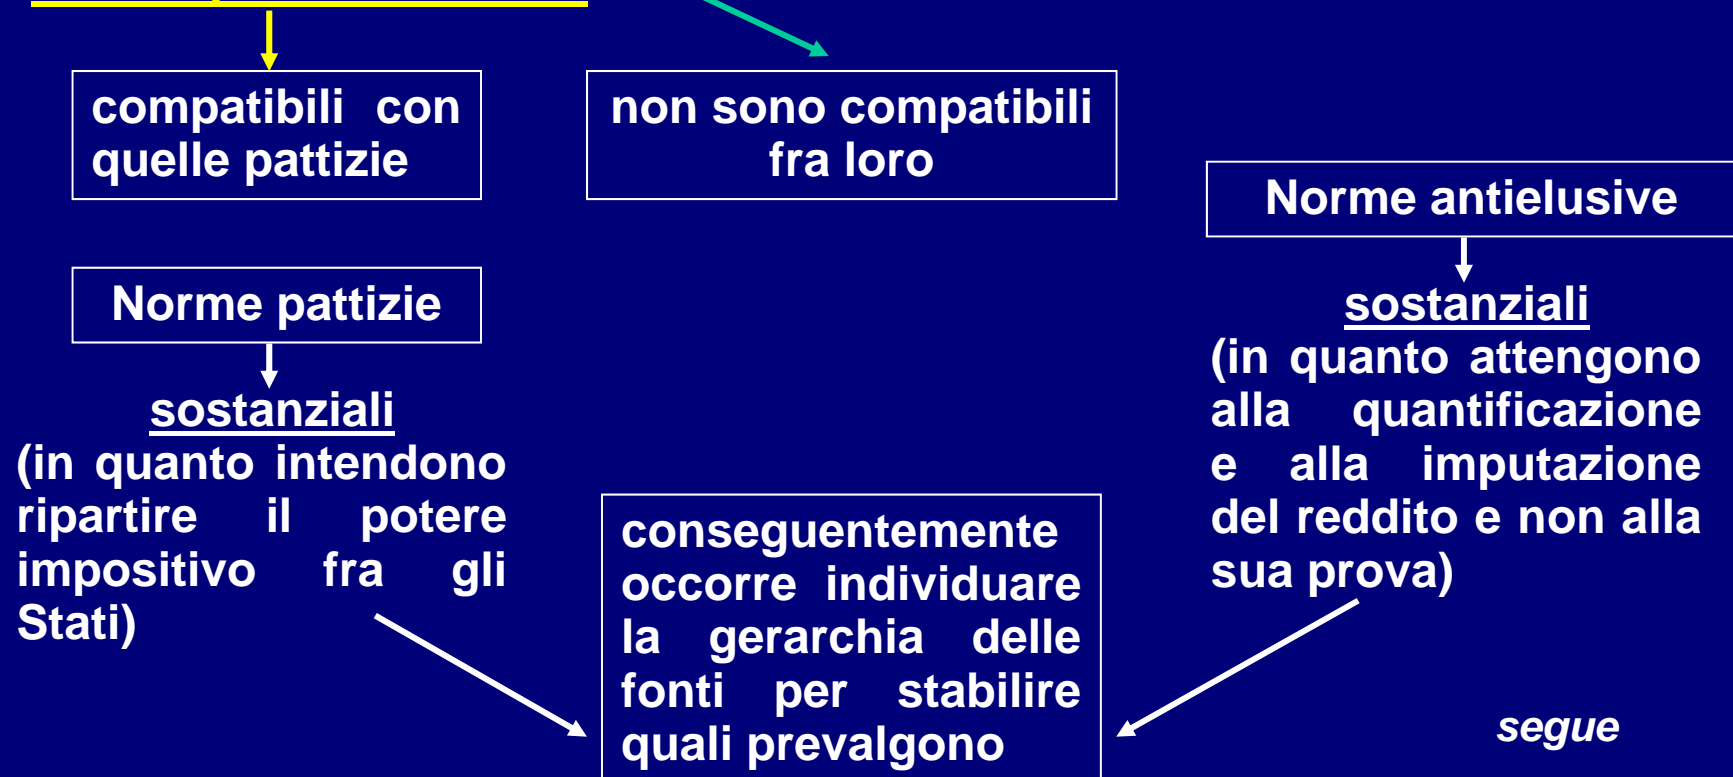 compatibili con
quelle pattizie
non sono compatibili
fra loro
Norme antielusive
sostanziali
(in quanto attengono
alla quantificazione
e alla imputazione
del reddito e non alla
sua prova)
Norme pattizie
sostanziali
(in quanto intendono
ripartire il potere
impositivo fra gli
Stati)
conseguentemente
occorre individuare
la gerarchia delle
fonti per stabilire
quali prevalgono
segue